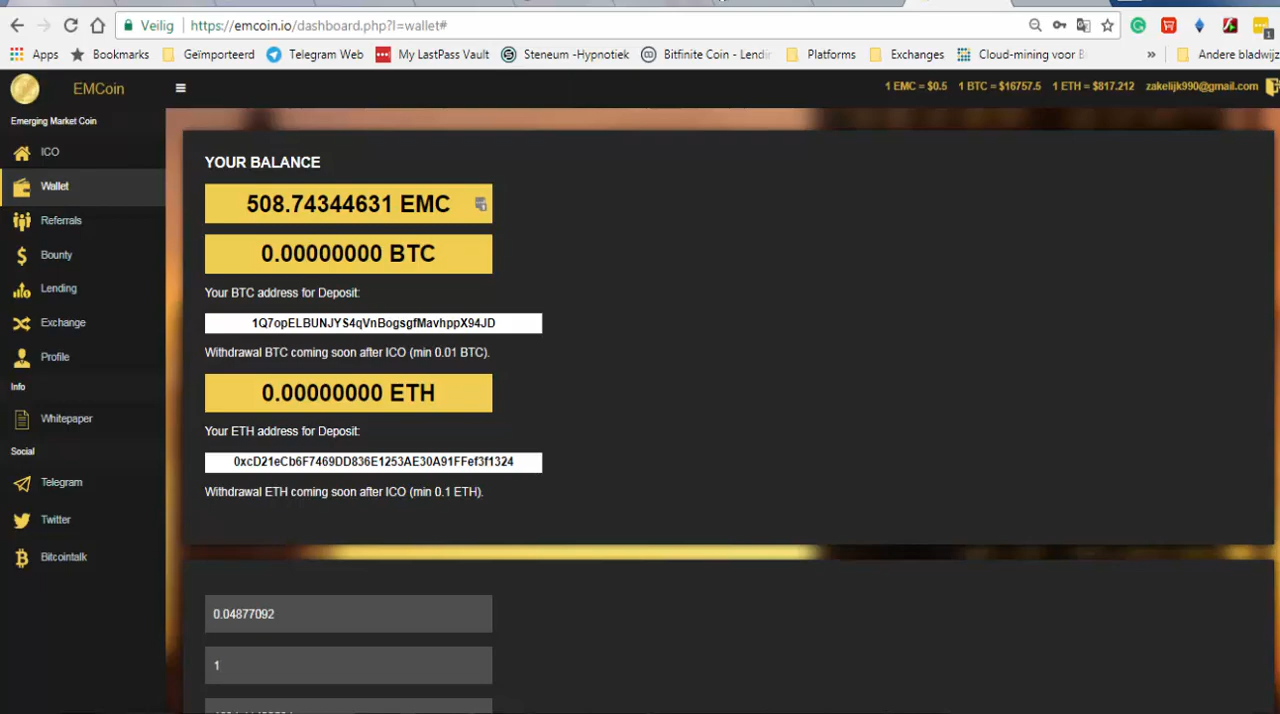 Veilig
https://emcoin.io/dashboard.php?l=wallet#
Apps Bookmarks Geïmporteerd Telegram Web My LastPass Vault Steneum -Hypnotiek Bitfinite Coin - Lendi Platforms Exchanges Cloud-mining voor B » Andere bladwij
EMCoin
1 EMC = $0.5 1 BTC = $16757.5 1 ETH = $817.212 zakelijk990@gmail.com
Emerging Market Coin
ICO
Wallet
Referrals
Bounty
Lending
Exchange
Profile
Info
Whitepaper
Social
Telegram
Twitter
Bitcointalk
YOUR BALANCE
508.74344631 EMC
0.00000000 BTC
Your BTC address for Deposit:
1Q7opELBUNJYS4qVnBogsgfMavhppX94JD
Withdrawal BTC coming soon after ICO (min 0.01 BTC).
0.00000000 ETH
Your ETH address for Deposit:
0xcD21eCb6F7469DD836E1253AE30A91FFef3f1324
Withdrawal ETH coming soon after ICO (min 0.1 ETH).
0.04877092
1